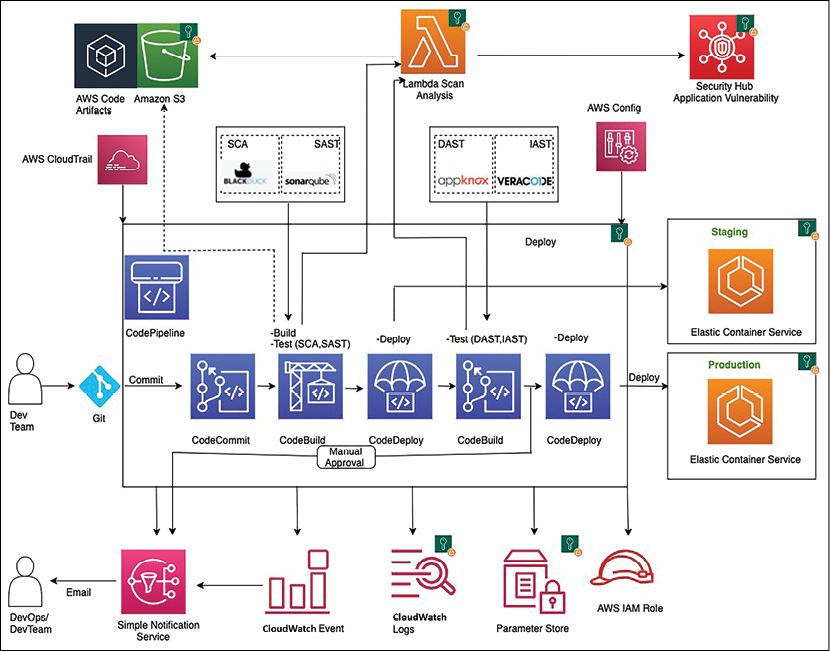 AWS Code
Artifacts
Amazon S3
Lambda Scan
Analysis
Security Hub
Application Vulnerability
AWS CloudTrail
SCA
SAST
BLACKDUCK
sonarqube
DAST
IAST
appknox
VERACODE
AWS Config
Deploy
Staging
Elastic Container Service
CodePipeline
-Build
-Test (SCA,SAST)
-Deploy
-Test (DAST,IAST)
-Deploy
Production
Elastic Container Service
Dev
Team
Git
Commit
CodeCommit
CodeBuild
CodeDeploy
CodeBuild
CodeDeploy
Deploy
Manual
Approval
DevOps/
DevTeam
Email
Simple Notification
Service
CloudWatch Event
CloudWatch
Logs
Parameter Store
AWS IAM Role